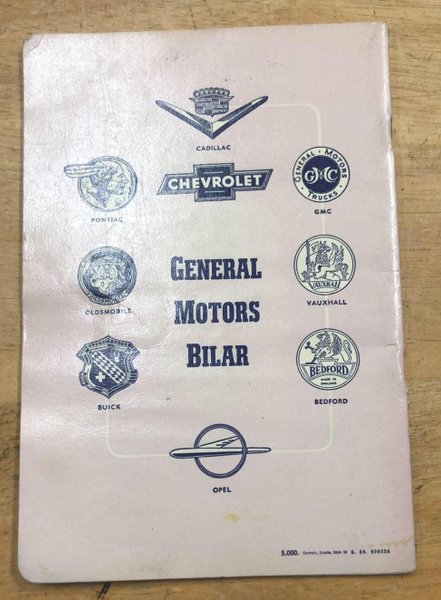 CADILLAC
CHEVROLET
PONTIAC
GENERAL MOTORS
GMC
TRUCKS
GMC
OLDSMOBILE
GENERAL
MOTORS
BILAR
VAUXHALL
VAUXHALL
BUICK
BEDFORD
MADE IN
ENGLAND
BEDFORD
OPEL
5.000.